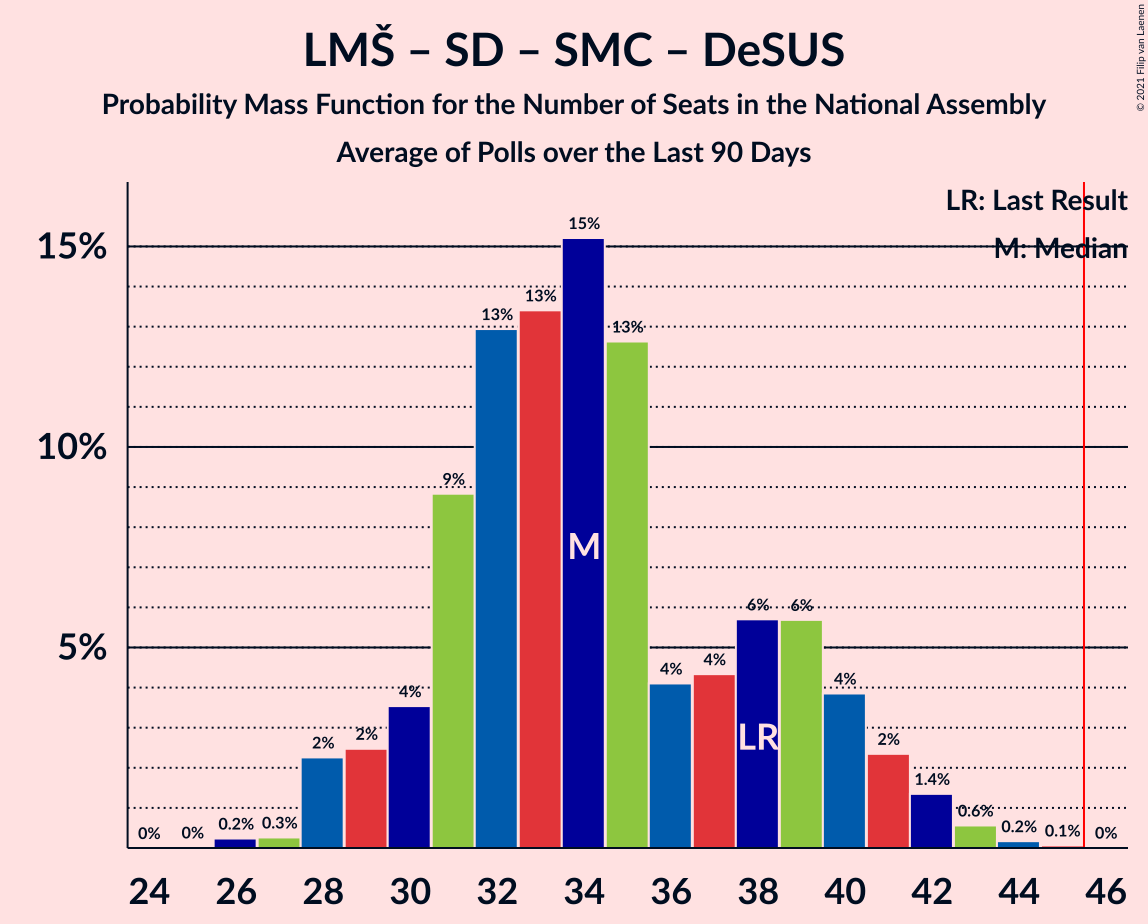 LMŠ – SD – SMC – DeSUS
Probability Mass Function for the Number of Seats in the National Assembly
Average of Polls over the Last 90 Days
© 2021 Filip van Laenen
LR: Last Result
M: Median
15%
10%
5%
0%
0%
0.2%
0.3%
2%
2%
4%
9%
13%
13%
15%
13%
4%
4%
6%
6%
4%
2%
1.4%
0.6%
0.2%
0.1%
0%
M
LR
24 26 28 30 32 34 36 38 40 42 44 46